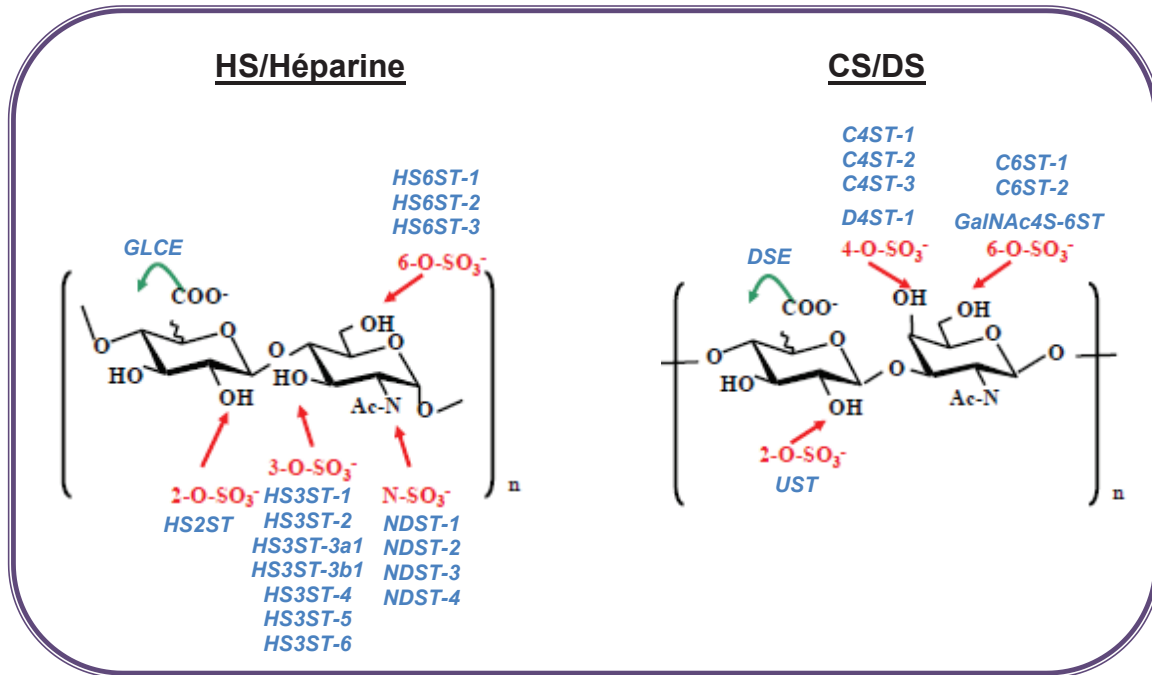 HS/Héparine
HS6ST-1
HS6ST-2
HS6ST-3
6-O-SO₃⁻
GLCE
COO⁻
O
O
HO
OH
O
OH
O
HO
Ac-N
O
n
2-O-SO₃⁻
HS2ST
3-O-SO₃⁻
HS3ST-1
HS3ST-2
HS3ST-3a1
HS3ST-3b1
HS3ST-4
HS3ST-5
HS3ST-6
N-SO₃⁻
NDST-1
NDST-2
NDST-3
NDST-4
CS/DS
C4ST-1
C4ST-2
C4ST-3
D4ST-1
4-O-SO₃⁻
C6ST-1
C6ST-2
GalNAc4S-6ST
6-O-SO₃⁻
DSE
COO⁻
O
O
HO
OH
O
OH
OH
O
Ac-N
O
n
2-O-SO₃⁻
UST